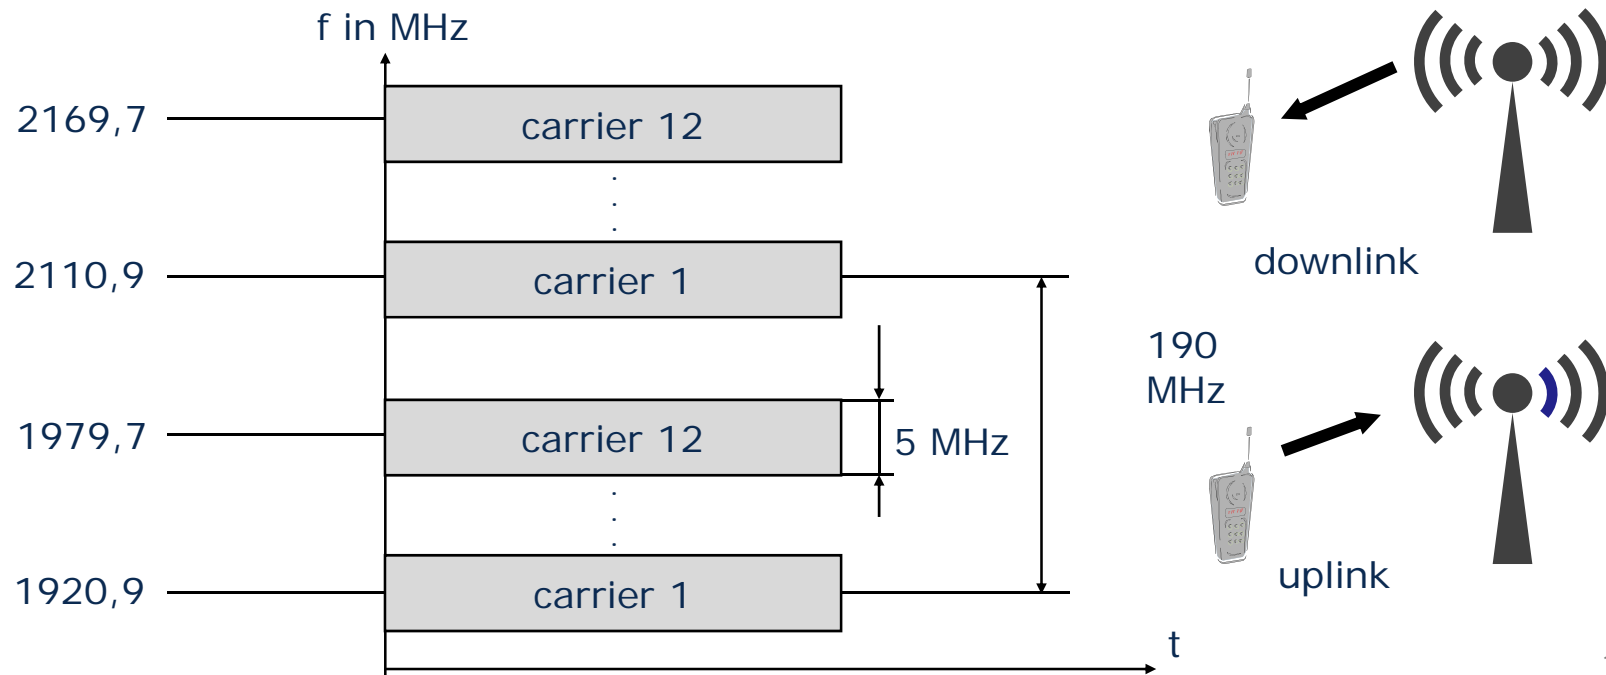 f in MHz
2169,7
carrier 12
2110,9
carrier 1
downlink
190
MHz
1979,7
carrier 12
5 MHz
1920,9
carrier 1
uplink
t